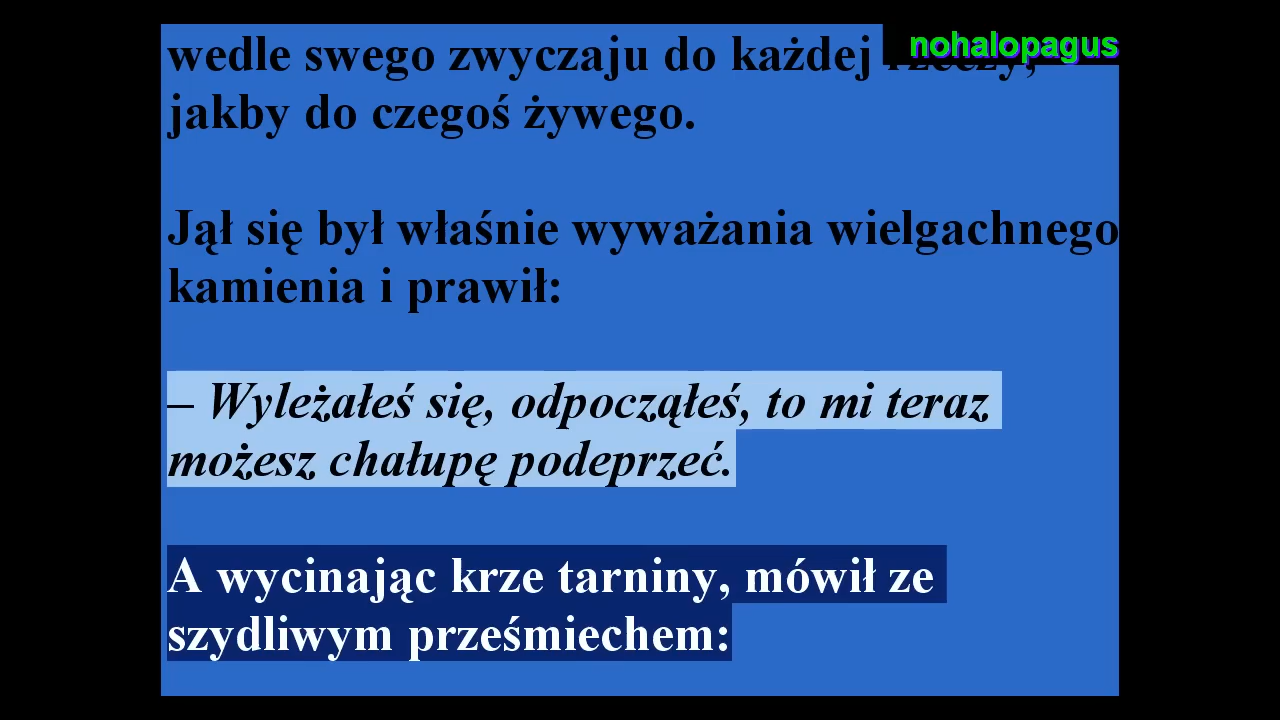 wedle swego zwyczaju do każdej rzeczy,
nohalopagus
jakby do czegoś żywego.
Jął się był właśnie wyważania wielgachnego
kamienia i prawił:
– Wyleżałeś się, odpocząłeś, to mi teraz
możesz chałupę podeprzeć.
A wycinając krze tarniny, mówił ze
szydliwym prześmiechem: